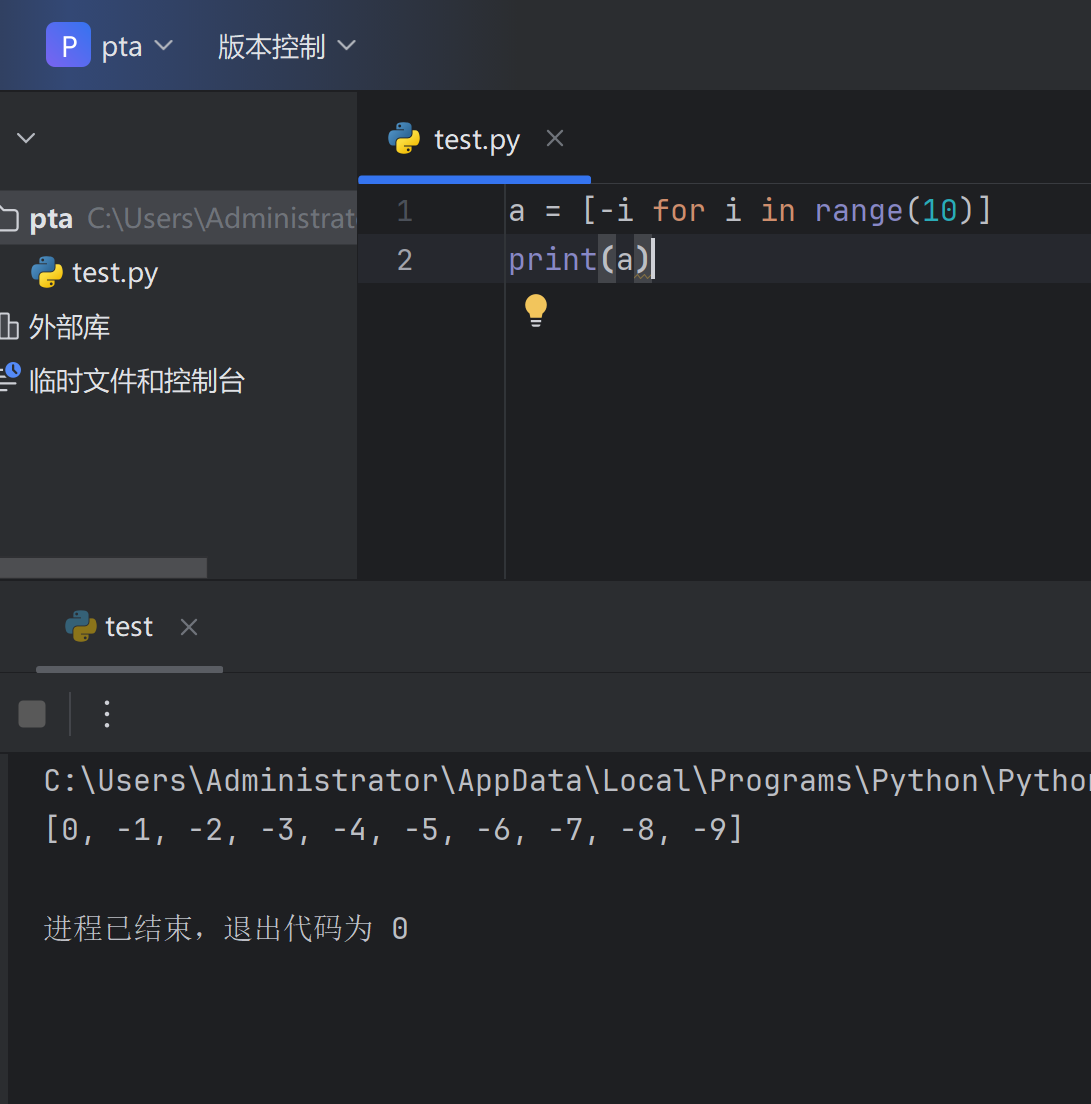 P pta 版本控制
test.py
pta C:\Users\Administrat
test.py
外部库
临时文件和控制台
1 a = [-i for i in range(10)]
2 print(a)
test
C:\Users\Administrator\AppData\Local\Programs\Python\Pytho
[0, -1, -2, -3, -4, -5, -6, -7, -8, -9]
进程已结束，退出代码为 0